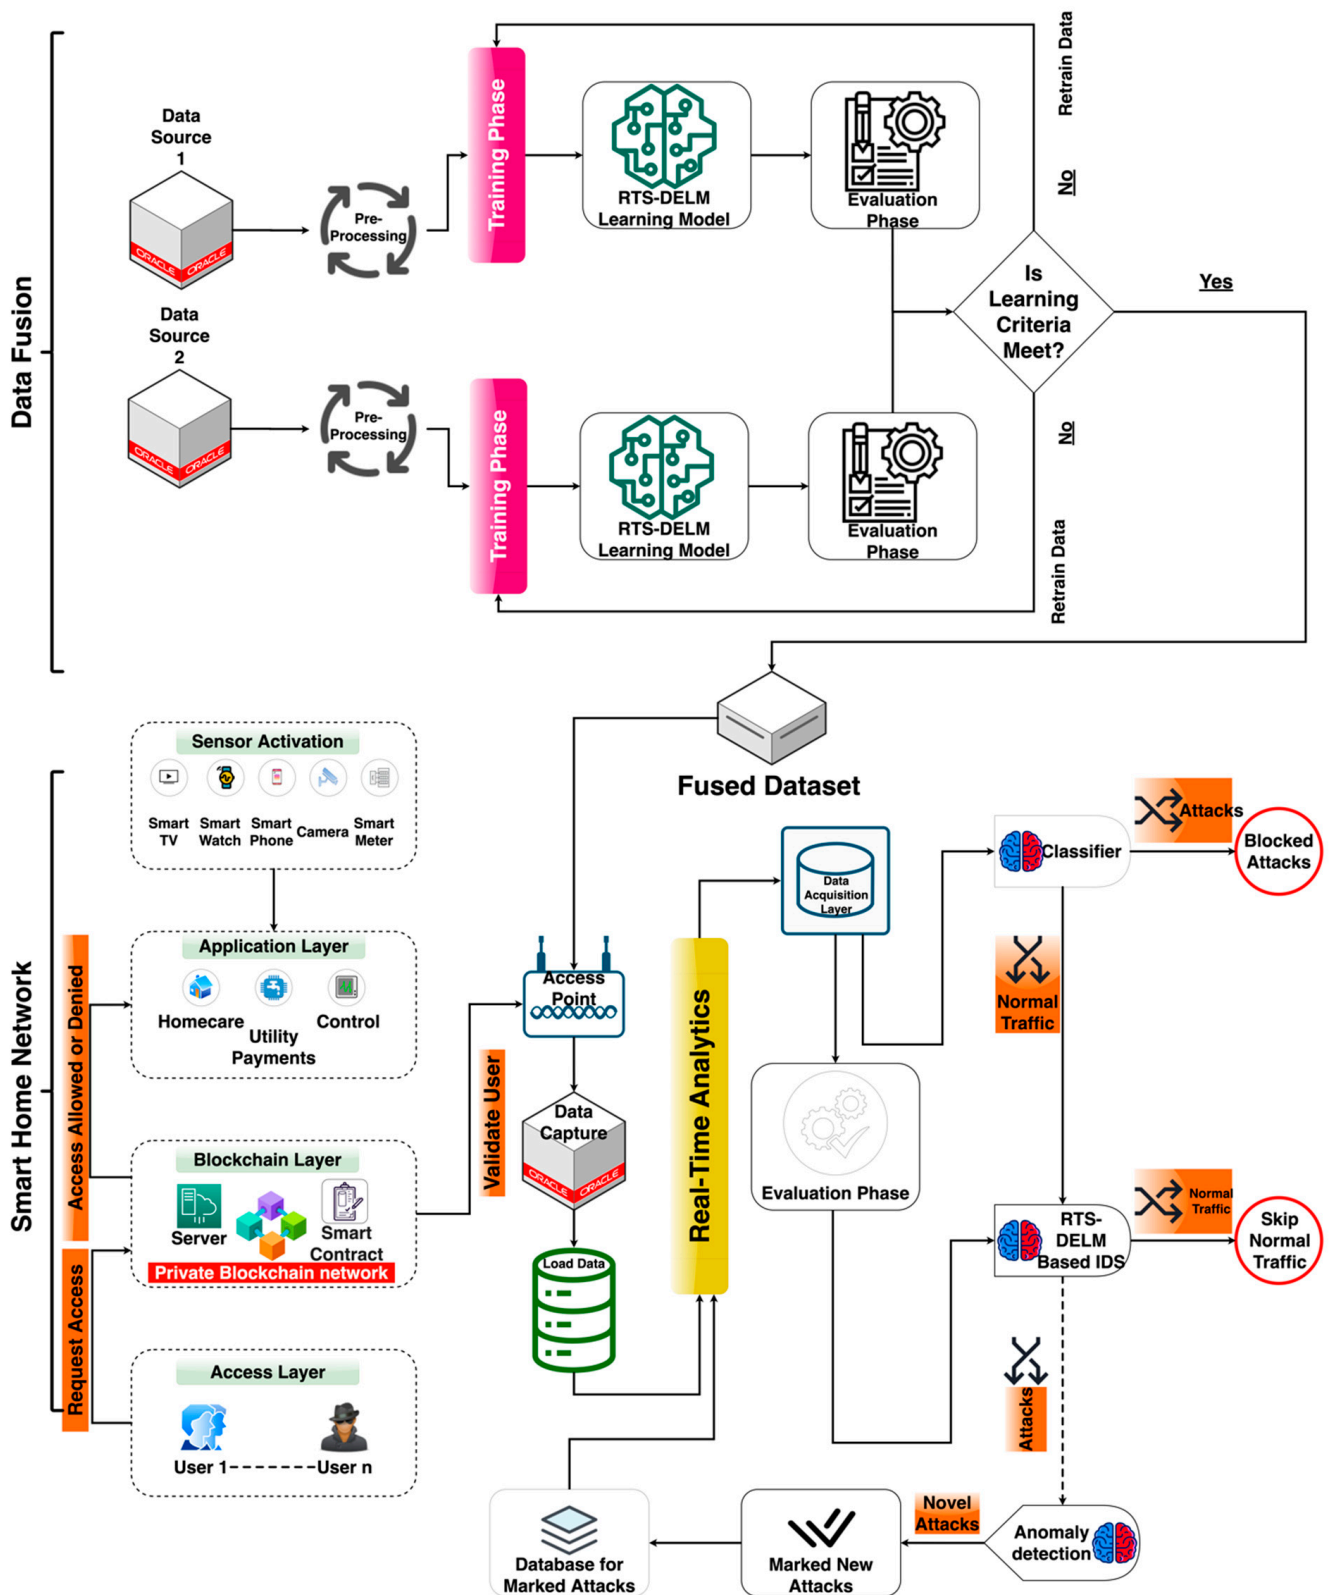 Data Fusion
Data
Source
1
ORACLE
ORACLE
Pre-
Processing
Training Phase
RTS-DELM
Learning Model
Evaluation
Phase
Retrain Data
No
Is
Learning
Criteria
Meet?
Yes
Data
Source
2
ORACLE
ORACLE
Pre-
Processing
Training Phase
RTS-DELM
Learning Model
Evaluation
Phase
No
Retrain Data
Fused Dataset
Smart Home Network
Sensor Activation
Smart
TV
Smart
Watch
Smart
Phone
Camera
Smart
Meter
Application Layer
Homecare
Utility
Payments
Control
Access Allowed or Denied
Blockchain Layer
Server
Smart
Contract
Private Blockchain network
Request Access
Access Layer
User 1
User n
Validate User
Access
Point
Data
Capture
ORACLE
ORACLE
Load Data
Real-Time Analytics
Data
Acquisition
Layer
Evaluation Phase
Classifier
Attacks
Blocked
Attacks
Normal
Traffic
RTS-
DELM
Based IDS
Normal
Traffic
Skip
Normal
Traffic
Attacks
Anomaly
detection
Novel
Attacks
Marked New
Attacks
Database for
Marked Attacks